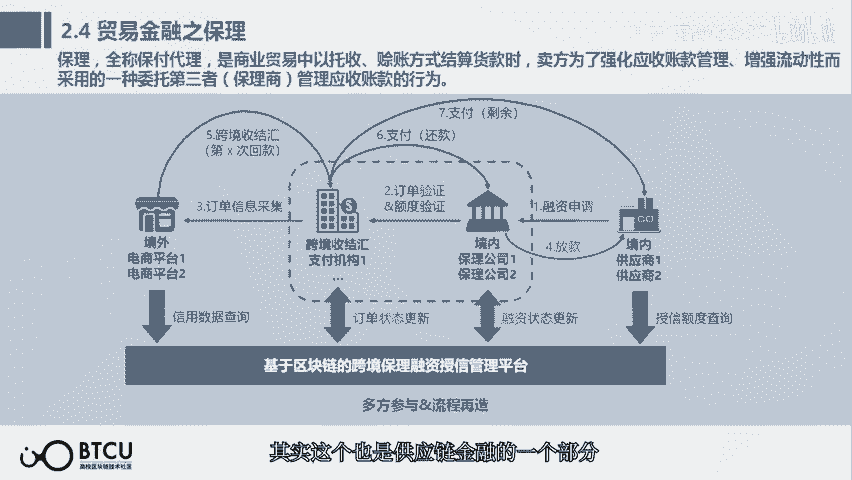 2.4 贸易金融之保理
保理，全称保付代理，是商业贸易中以托收、赊账方式结算货款时，卖方为了强化应收账款管理、增强流动性而
采用的一种委托第三者（保理商）管理应收账款的行为。
7.支付（剩余）
5.跨境收结汇
（第 x 次回款）
6.支付（还款）
3.订单信息采集
2.订单验证
&额度验证
1.融资申请
4.放款
境外
电商平台1
电商平台2
跨境收结汇
支付机构1
...
境内
保理公司1
保理公司2
境内
供应商1
供应商2
信用数据查询
订单状态更新
融资状态更新
授信额度查询
基于区块链的跨境保理融资授信管理平台
多方参与&流程再造
BTCU
高校区块链技术社区
其实这个也是供应链金融的一个部分